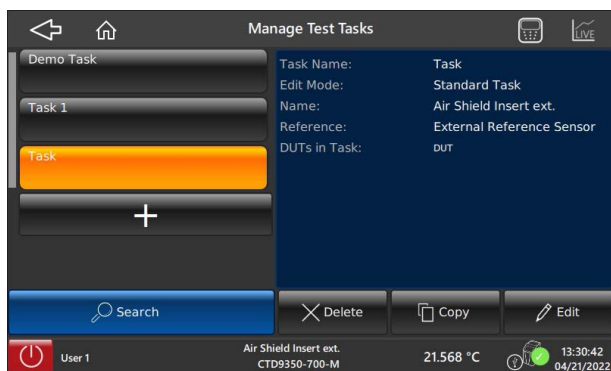 Manage Test Tasks
LIVE
Demo Task
Task 1
Task
+
Task Name: Task
Edit Mode: Standard Task
Name: Air Shield Insert ext.
Reference: External Reference Sensor
DUTs in Task: DUT
Search
Delete
Copy
Edit
User 1
Air Shield Insert ext.
CTD9350-700-M
21.568 °C
13:30:42
04/21/2022